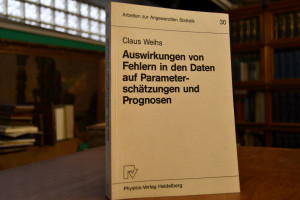 Arbeiten zur Angewandten Statistik
30
Claus Weihs
Auswirkungen von
Fehlern in den Daten
auf Parameter-
schätzungen und
Prognosen
Physica-Verlag Heidelberg